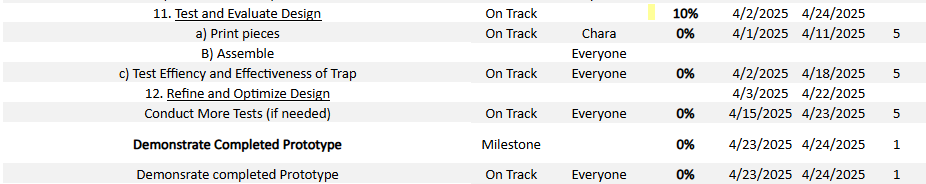 11. Test and Evaluate Design On Track 10% 4/2/2025 4/24/2025
a) Print pieces On Track Chara 0% 4/1/2025 4/11/2025 5
B) Assemble Everyone
c) Test Effiency and Effectiveness of Trap On Track Everyone 0% 4/2/2025 4/18/2025 5
12. Refine and Optimize Design 4/3/2025 4/22/2025
Conduct More Tests (if needed) On Track Everyone 0% 4/15/2025 4/23/2025 5
Demonstrate Completed Prototype Milestone 0% 4/23/2025 4/24/2025 1
Demonsrate completed Prototype On Track Everyone 0% 4/23/2025 4/24/2025 1